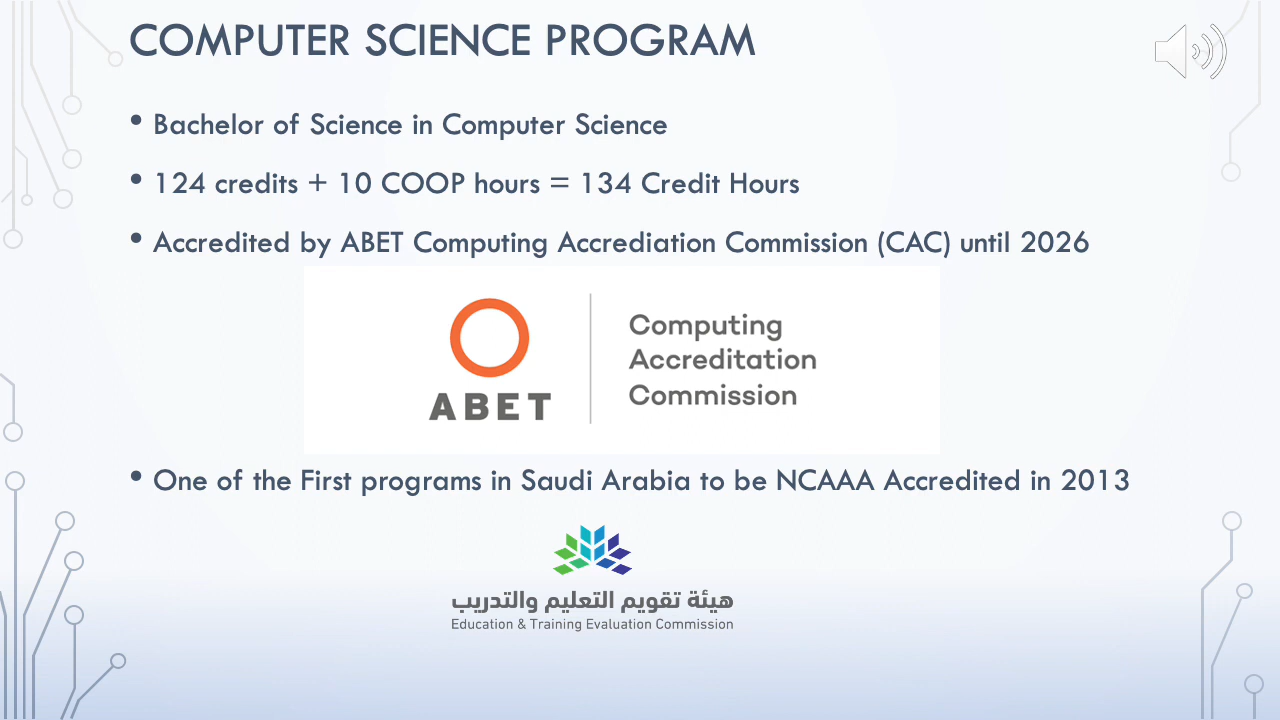 COMPUTER SCIENCE PROGRAM
• Bachelor of Science in Computer Science
• 124 credits + 10 COOP hours = 134 Credit Hours
• Accredited by ABET Computing Accrediation Commission (CAC) until 2026
ABET
Computing
Accreditation
Commission
• One of the First programs in Saudi Arabia to be NCAAA Accredited in 2013
هيئة تقويم التعليم والتدريب
Education & Training Evaluation Commission